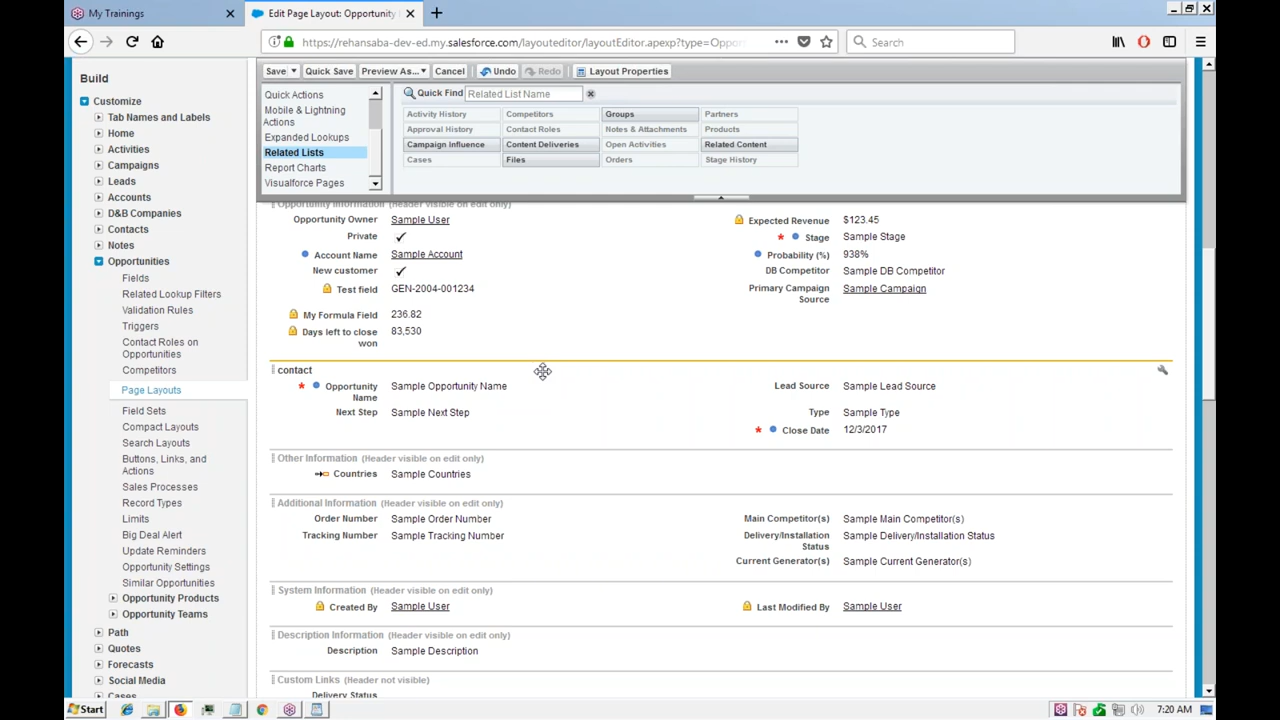 My Trainings
Edit Page Layout: Opportunity
https://rehansaba-dev-ed.my.salesforce.com/layouteditor/layoutEditor.apexp?type=Oppor
Search
Build
Customize
Tab Names and Labels
Home
Activities
Campaigns
Leads
Accounts
D&B Companies
Contacts
Notes
Opportunities
Fields
Related Lookup Filters
Validation Rules
Triggers
Contact Roles on
Opportunities
Competitors
Page Layouts
Field Sets
Compact Layouts
Search Layouts
Buttons, Links, and
Actions
Sales Processes
Record Types
Limits
Big Deal Alert
Update Reminders
Opportunity Settings
Similar Opportunities
Opportunity Products
Opportunity Teams
Path
Quotes
Forecasts
Social Media
Cases
Save Quick Save Preview As... Cancel Undo Redo Layout Properties
Quick Actions
Mobile & Lightning
Actions
Expanded Lookups
Related Lists
Report Charts
Visualforce Pages
Quick Find Related List Name
Activity History Competitors Groups Partners
Approval History Contact Roles Notes & Attachments Products
Campaign Influence Content Deliveries Open Activities Related Content
Cases Files Orders Stage History
Opportunity Information (Header visible on edit only)
Opportunity Owner Sample User
Private
Account Name Sample Account
New customer
Test field GEN-2004-001234
My Formula Field 236.82
Days left to close
won
83,530
Expected Revenue $123.45
* Stage Sample Stage
Probability (%) 938%
DB Competitor Sample DB Competitor
Primary Campaign
Source
Sample Campaign
contact
* Opportunity
Name
Sample Opportunity Name
Next Step Sample Next Step
Lead Source Sample Lead Source
Type Sample Type
* Close Date 12/3/2017
Other Information (Header visible on edit only)
Countries Sample Countries
Additional Information (Header visible on edit only)
Order Number Sample Order Number
Tracking Number Sample Tracking Number
Main Competitor(s) Sample Main Competitor(s)
Delivery/Installation
Status
Sample Delivery/Installation Status
Current Generator(s) Sample Current Generator(s)
System Information (Header visible on edit only)
Created By Sample User
Last Modified By Sample User
Description Information (Header visible on edit only)
Description Sample Description
Custom Links (Header not visible)
Delivery Status
Start
7:20 AM